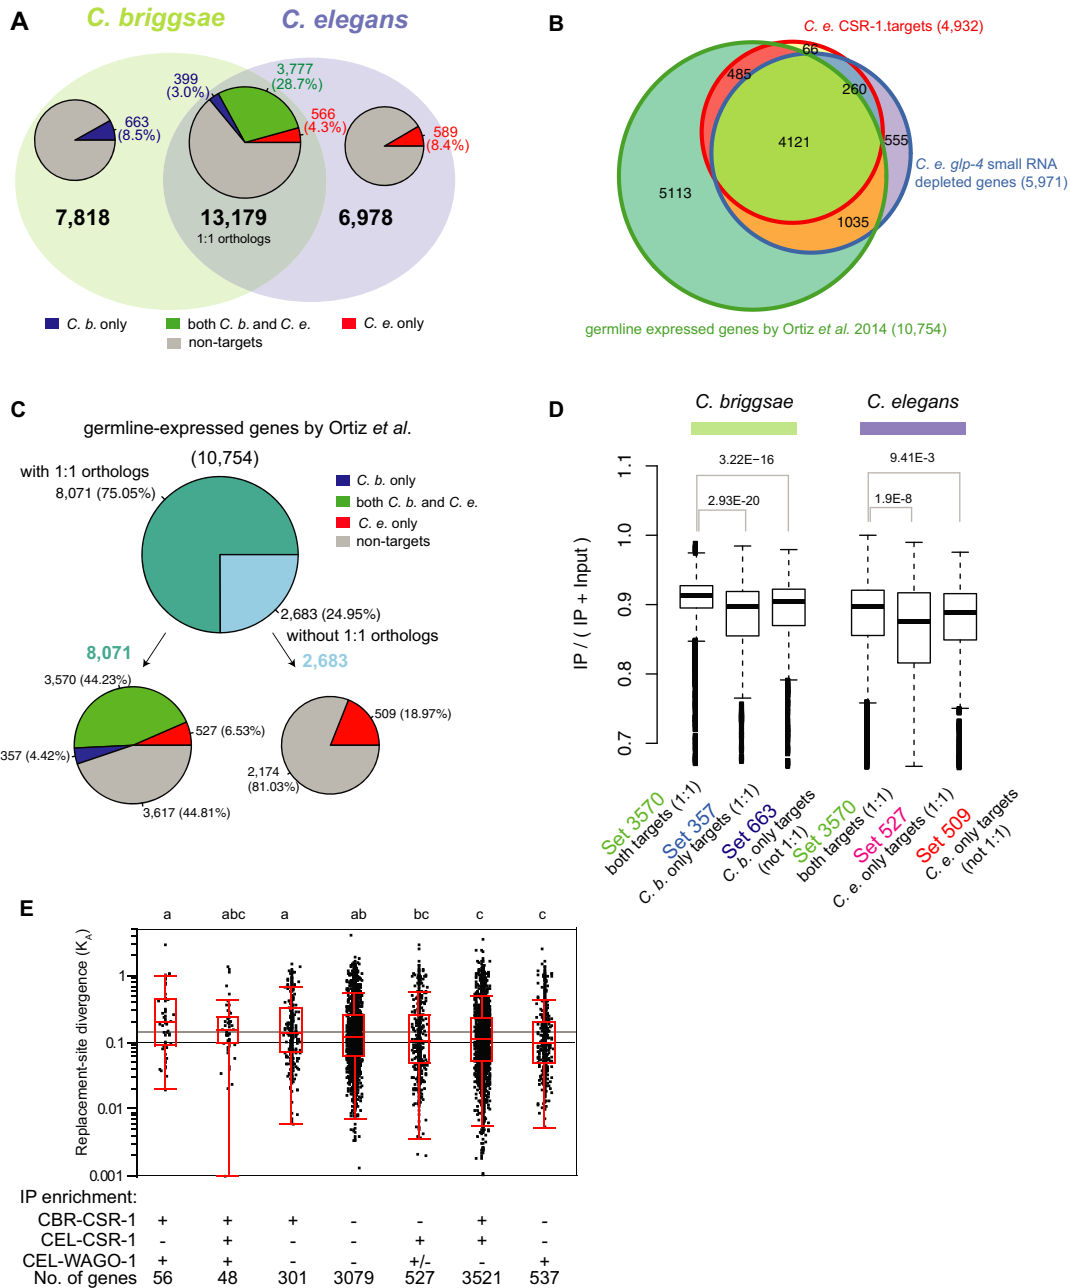 A
C. briggsae
C. elegans
399
(3.0%)
3,777
(28.7%)
566
(4.3%)
663
(8.5%)
589
(8.4%)
7,818
13,179
1:1 orthologs
6,978
C. b. only
both C. b. and C. e.
C. e. only
non-targets
B
C. e. CSR-1.targets (4,932)
66
485
260
4121
555
C. e. glp-4 small RNA
depleted genes (5,971)
5113
1035
germline expressed genes by Ortiz et al. 2014 (10,754)
C
germline-expressed genes by Ortiz et al.
(10,754)
with 1:1 orthologs
8,071 (75.05%)
C. b. only
both C. b. and C. e.
C. e. only
non-targets
2,683 (24.95%)
without 1:1 orthologs
8,071
2,683
3,570 (44.23%)
527 (6.53%)
357 (4.42%)
3,617 (44.81%)
509 (18.97%)
2,174
(81.03%)
D
C. briggsae
C. elegans
3.22E−16
2.93E-20
9.41E-3
1.9E-8
IP / ( IP + Input )
1.1
1.0
0.9
0.8
0.7
Set 3570
both targets (1:1)
Set 357
C. b. only targets (1:1)
Set 663
C. b. only targets
(not 1:1)
Set 3570
both targets (1:1)
Set 527
C. e. only targets (1:1)
Set 509
C. e. only targets
(not 1:1)
E
a abc a ab bc c c
Replacement-site divergence (KA)
1
0.1
0.01
0.001
IP enrichment:
CBR-CSR-1 + + + - - + -
CEL-CSR-1 - + - - + + -
CEL-WAGO-1 + + - - +/- - +
No. of genes 56 48 301 3079 527 3521 537